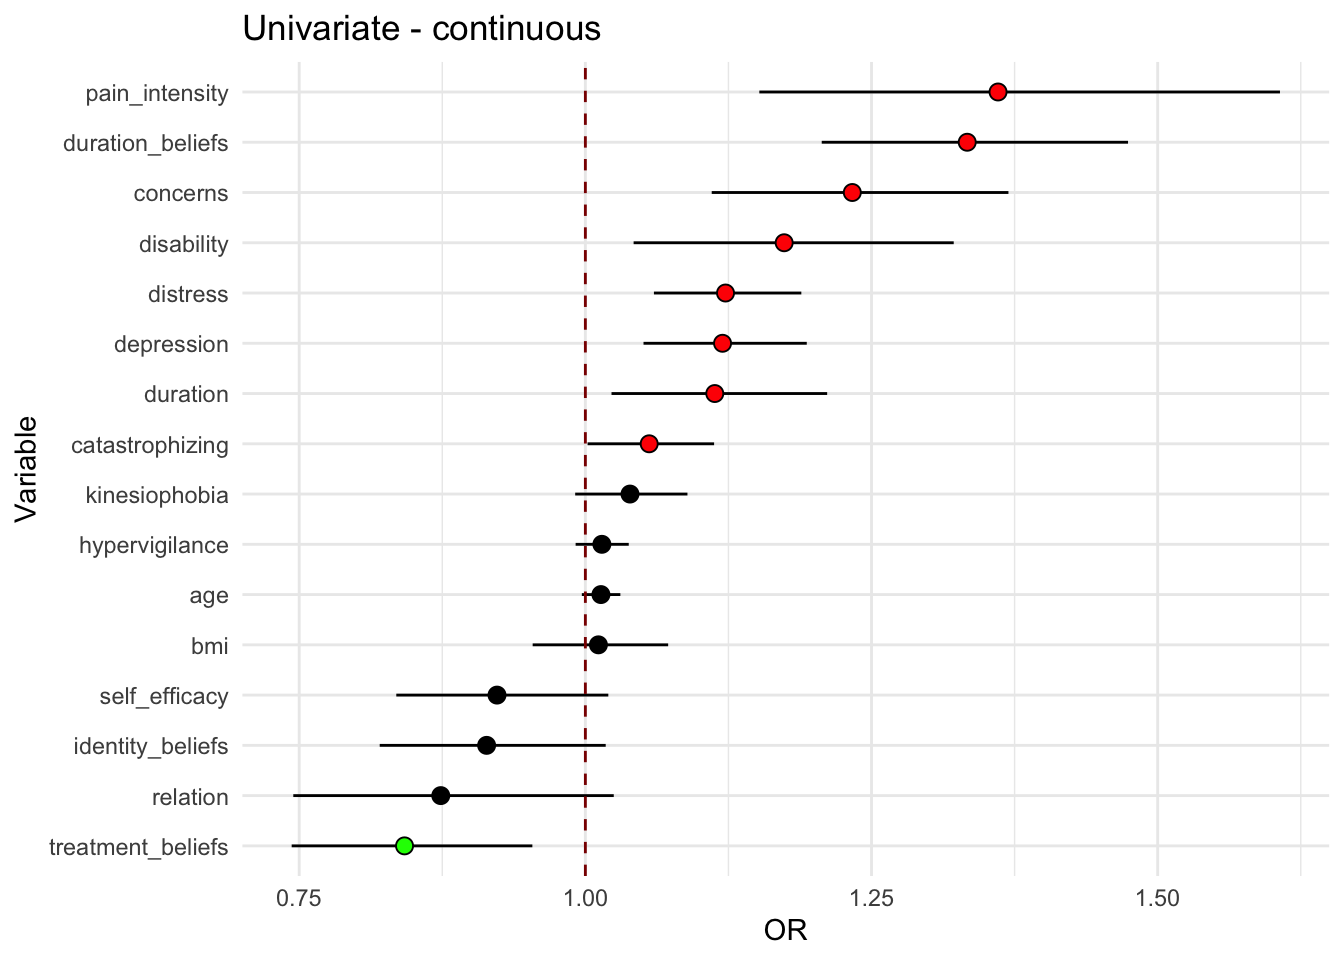 Univariate - continuous
pain_intensity
duration_beliefs
concerns
disability
distress
depression
duration
catastrophizing
kinesiophobia
hypervigilance
age
bmi
self_efficacy
identity_beliefs
relation
treatment_beliefs
Variable
0.75 1.00 1.25 1.50
OR